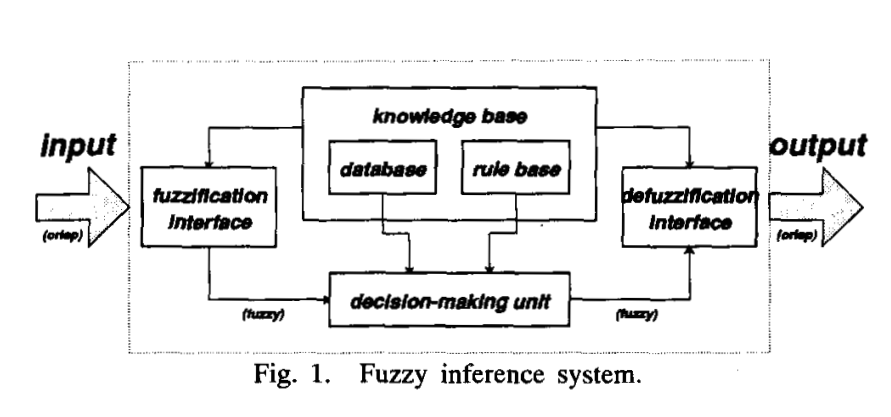 knowledge base
input
output
database
rule base
fuzzification
interface
defuzzification
interface
(crisp)
(crisp)
decision-making unit
(fuzzy)
(fuzzy)
Fig. 1. Fuzzy inference system.